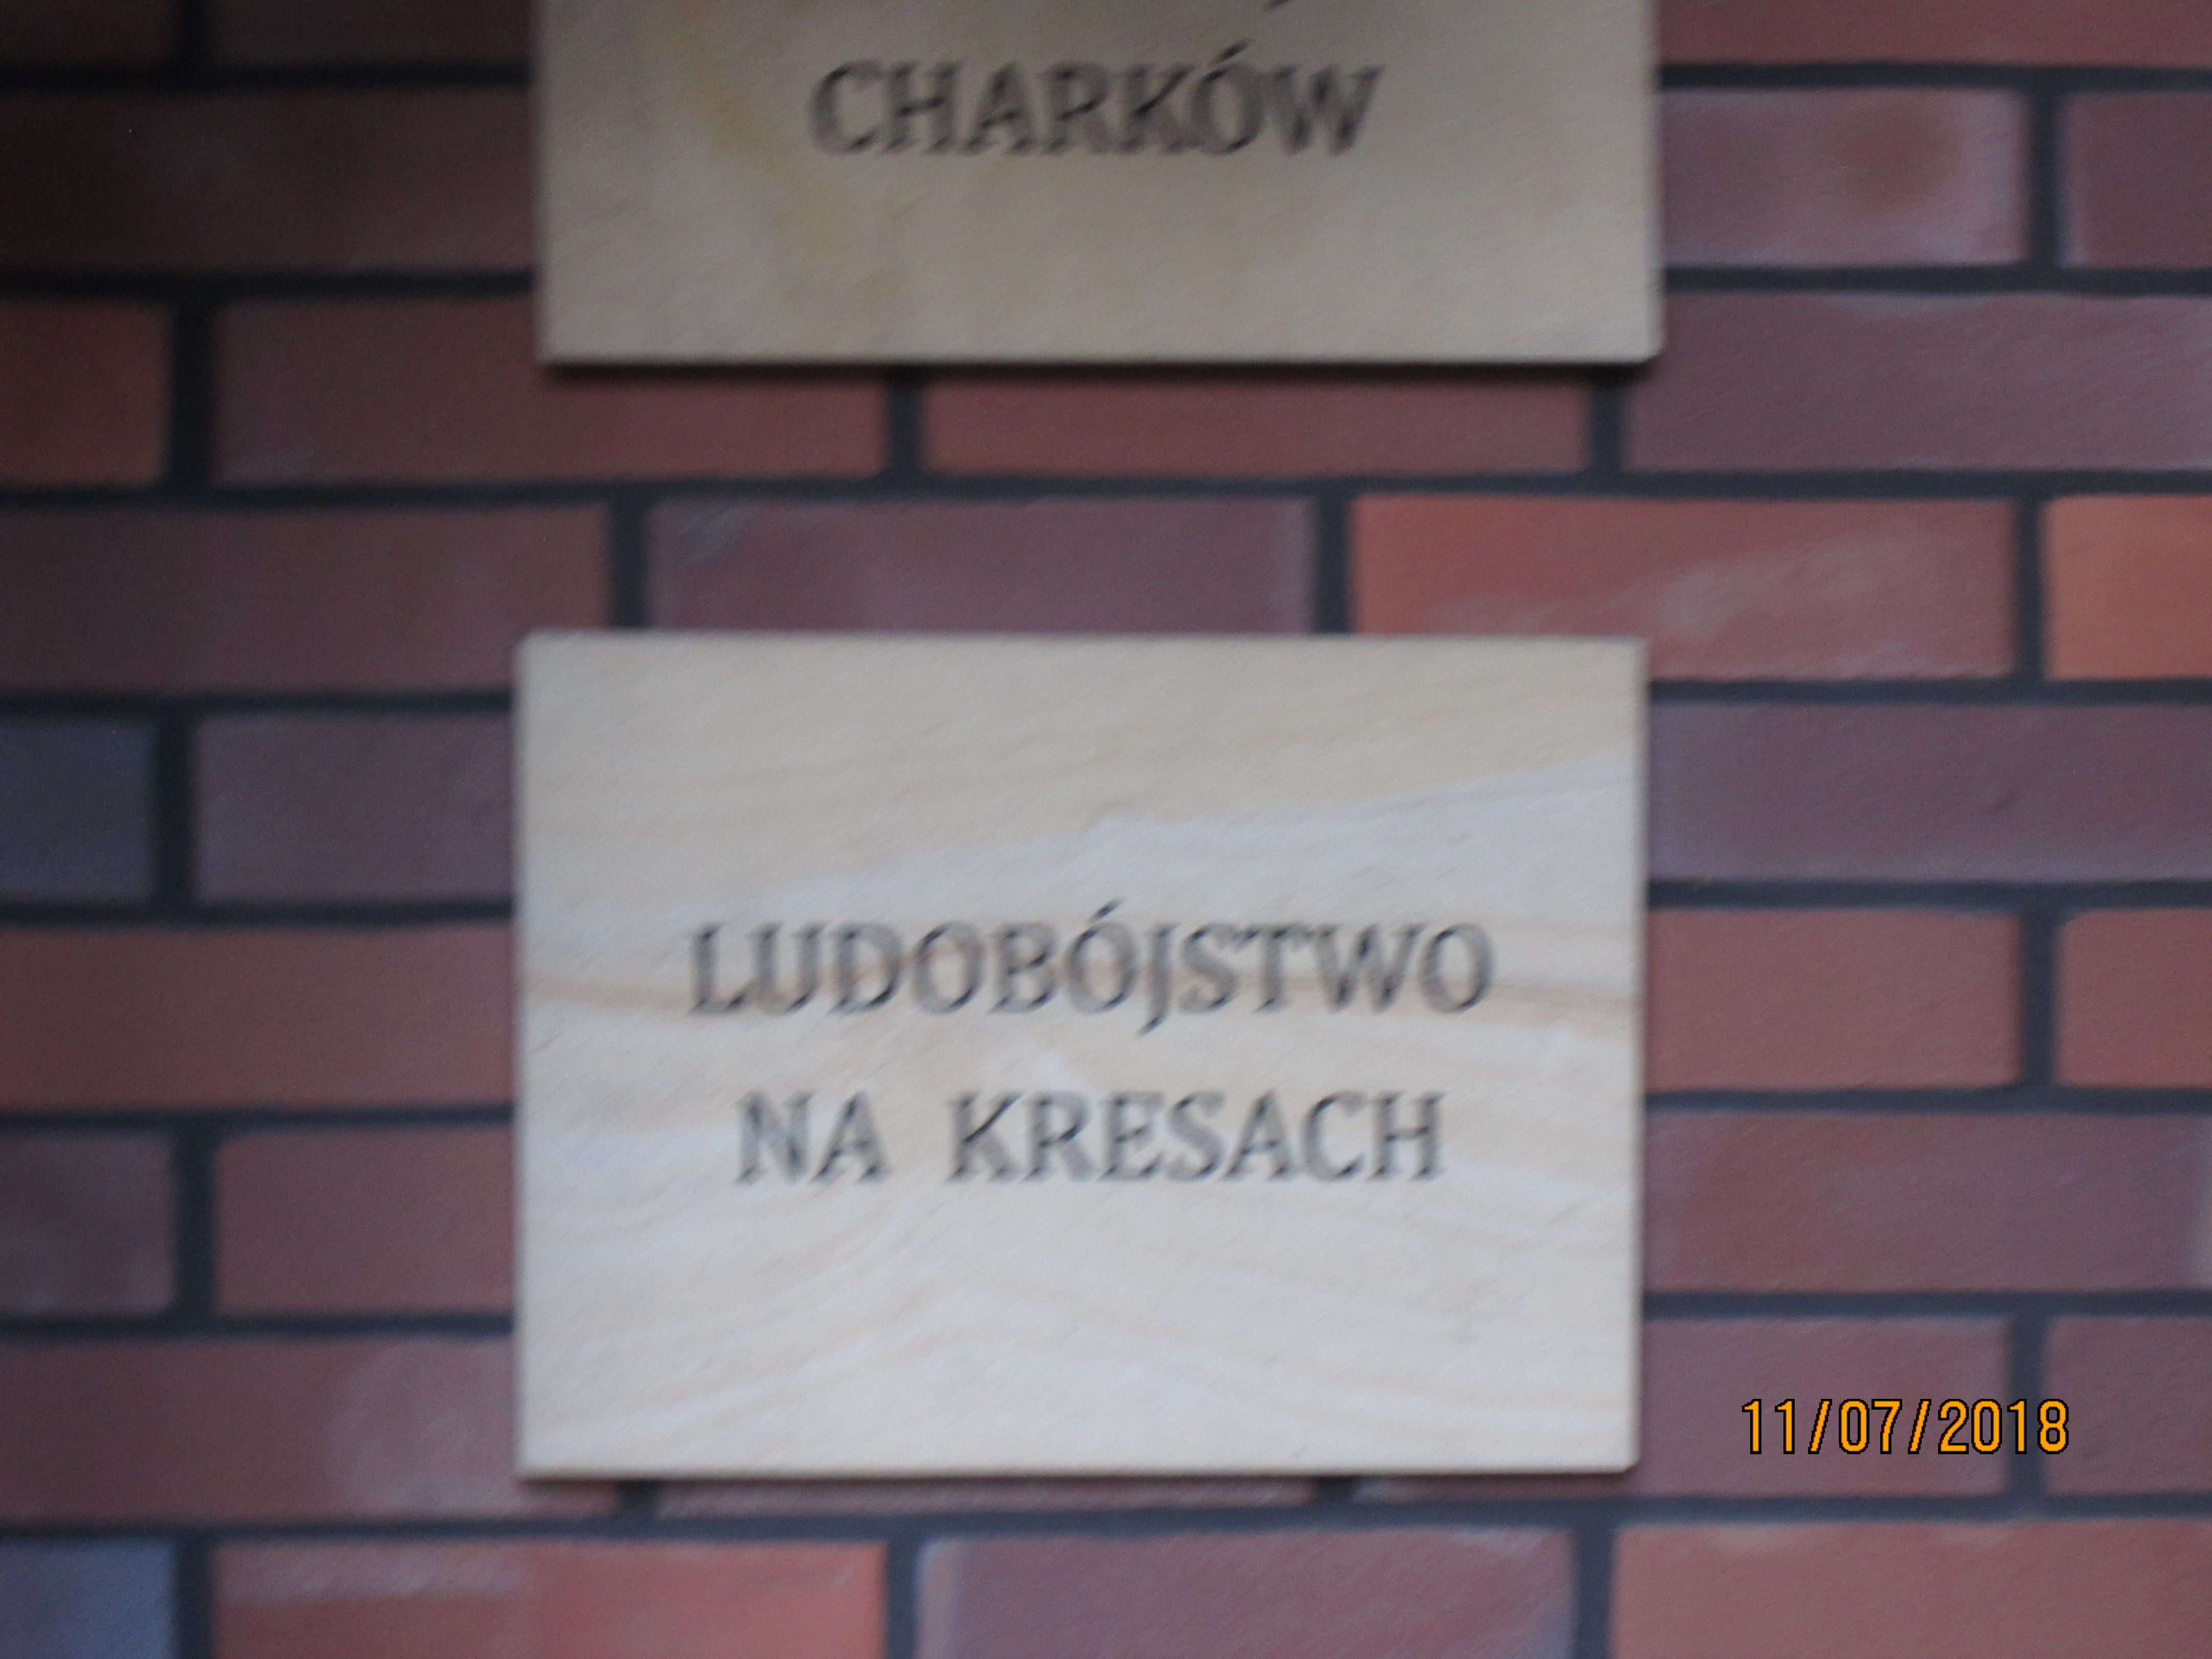 CHARKÓW
LUDOBÓJSTWO
NA KRESACH
11/07/2018